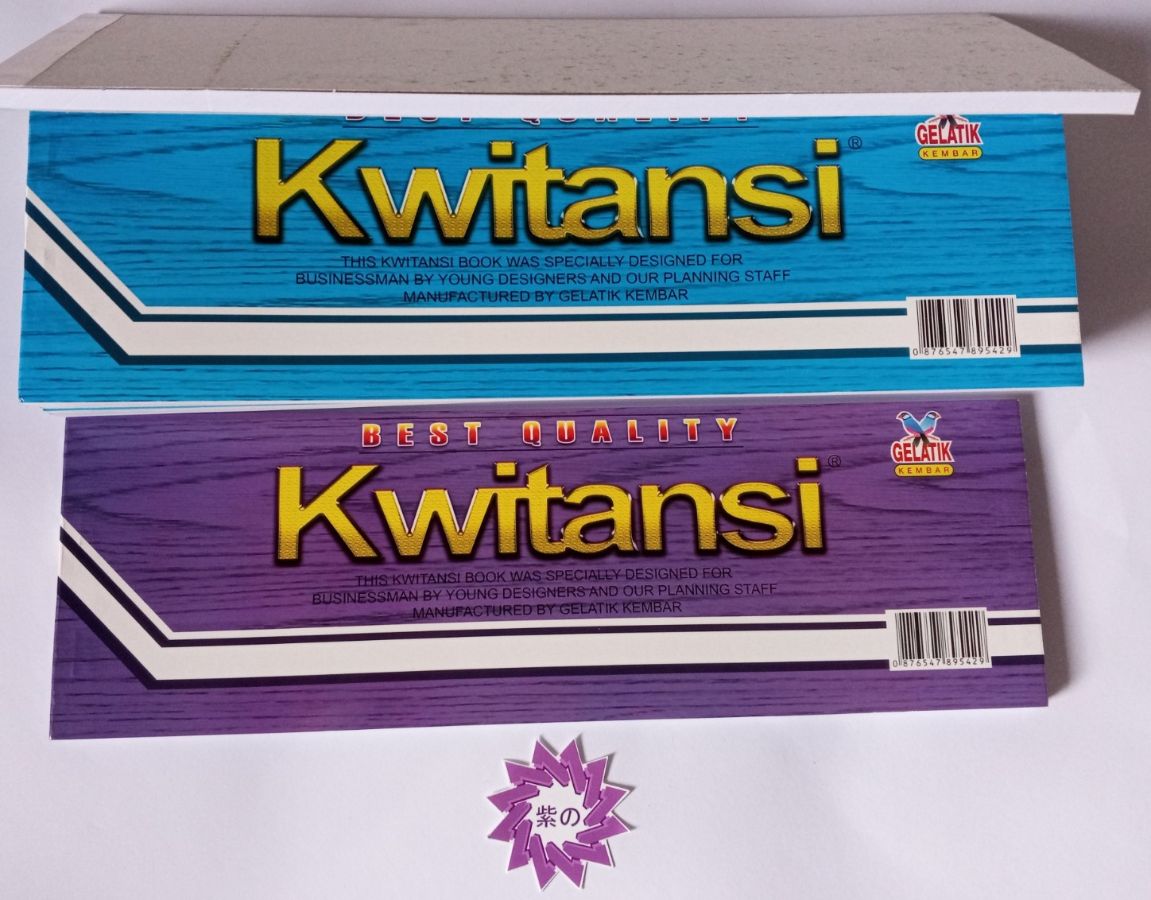 BEST QUALITY
Kwitansi ®
GELATIK
KEMBAR
THIS KWITANSI BOOK WAS SPECIALLY DESIGNED FOR
BUSINESSMAN BY YOUNG DESIGNERS AND OUR PLANNING STAFF
MANUFACTURED BY GELATIK KEMBAR
0 876547 895429
BEST QUALITY
Kwitansi ®
GELATIK
KEMBAR
THIS KWITANSI BOOK WAS SPECIALLY DESIGNED FOR
BUSINESSMAN BY YOUNG DESIGNERS AND OUR PLANNING STAFF
MANUFACTURED BY GELATIK KEMBAR
0 876547 895429
紫の